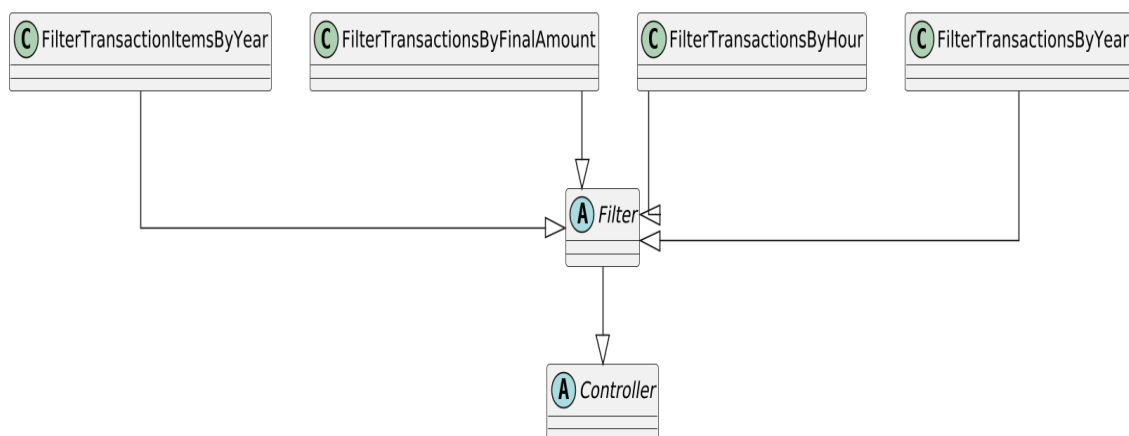 C FilterTransactionItemsByYear
C FilterTransactionsByFinalAmount
C FilterTransactionsByHour
C FilterTransactionsByYear
A Filter
A Controller